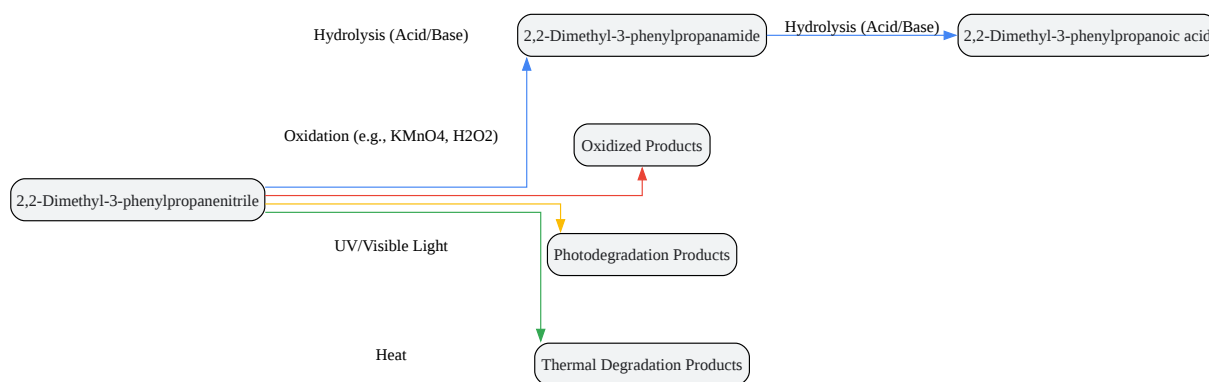 Hydrolysis (Acid/Base)
2,2-Dimethyl-3-phenylpropanamide
Hydrolysis (Acid/Base)
2,2-Dimethyl-3-phenylpropanoic acid
Oxidation (e.g., KMnO4, H2O2)
Oxidized Products
2,2-Dimethyl-3-phenylpropanenitrile
UV/Visible Light
Photodegradation Products
Heat
Thermal Degradation Products